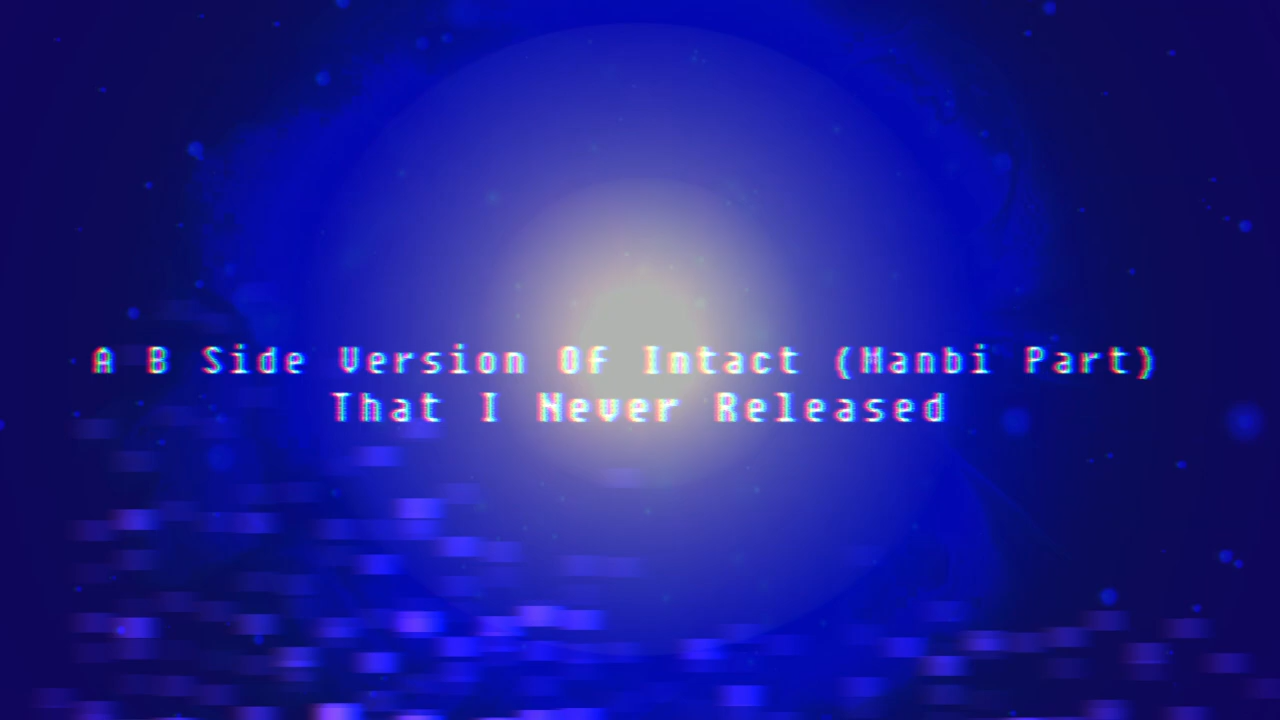 A B Side Version Of Intact (Manbi Part)
That I Never Released